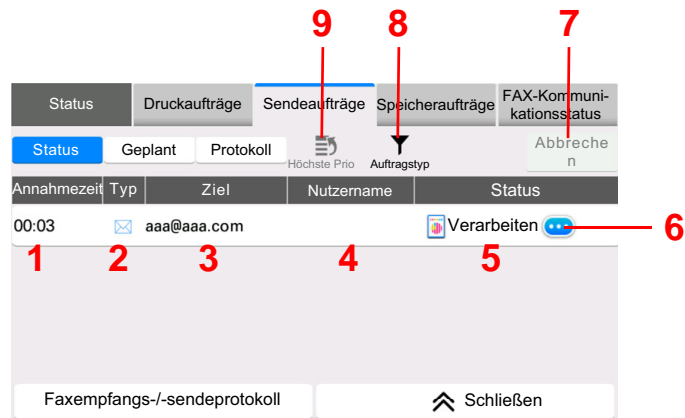 9 8 7
Status Druckaufträge Sendeaufträge Speicheraufträge FAX-Kommuni-
kationsstatus
Status Geplant Protokoll Höchste Prio Auftragstyp Abbreche
n
Annahmezeit Typ Ziel Nutzername Status
00:03 aaa@aaa.com Verarbeiten 6
1 2 3 4 5
Faxempfangs-/-sendeprotokoll Schließen